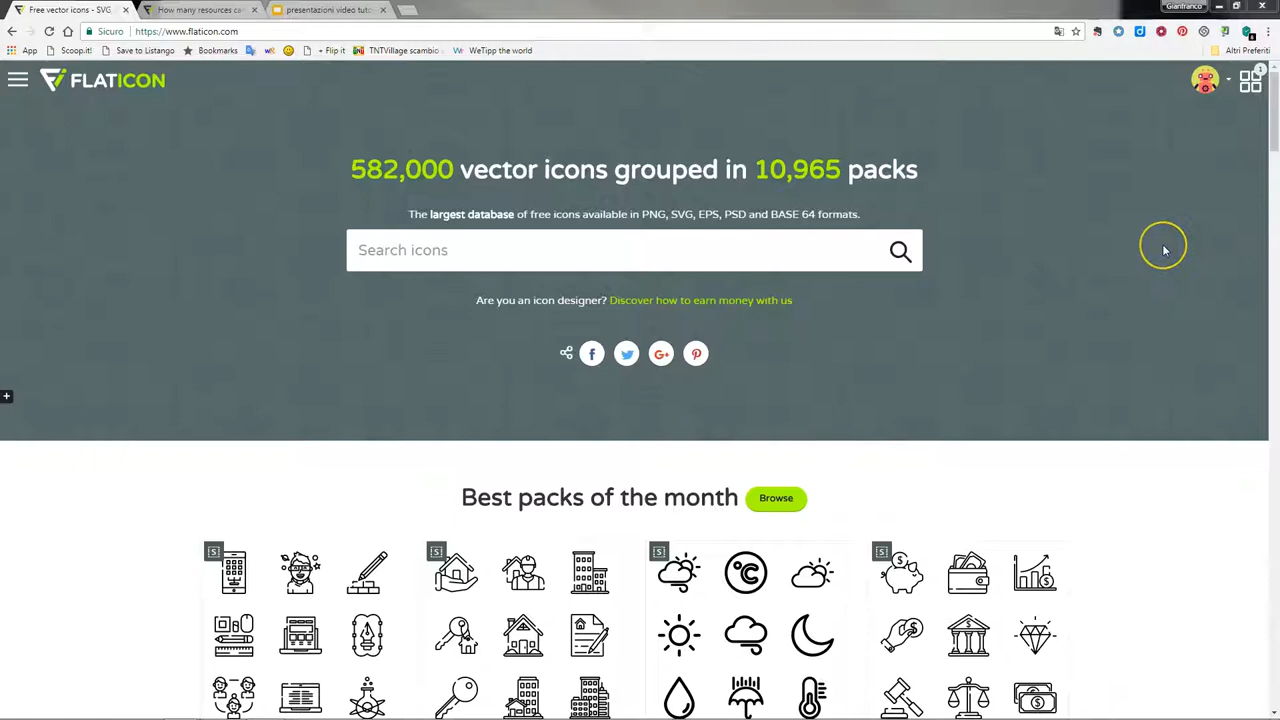 Free vector icons - SVG,
How many resources ca
presentazioni video tuto
Gianfranco
Sicuro
https://www.flaticon.com
App
Scoop.it!
Save to Listango
Bookmarks
+ Flip it
TNTVillage scambio
WeTipp the world
Altri Preferiti
FLATICON
1
582,000 vector icons grouped in 10,965 packs
The largest database of free icons available in PNG, SVG, EPS, PSD and BASE 64 formats.
Search icons
Are you an icon designer? Discover how to earn money with us
Best packs of the month
Browse
S
S
S
S
°C